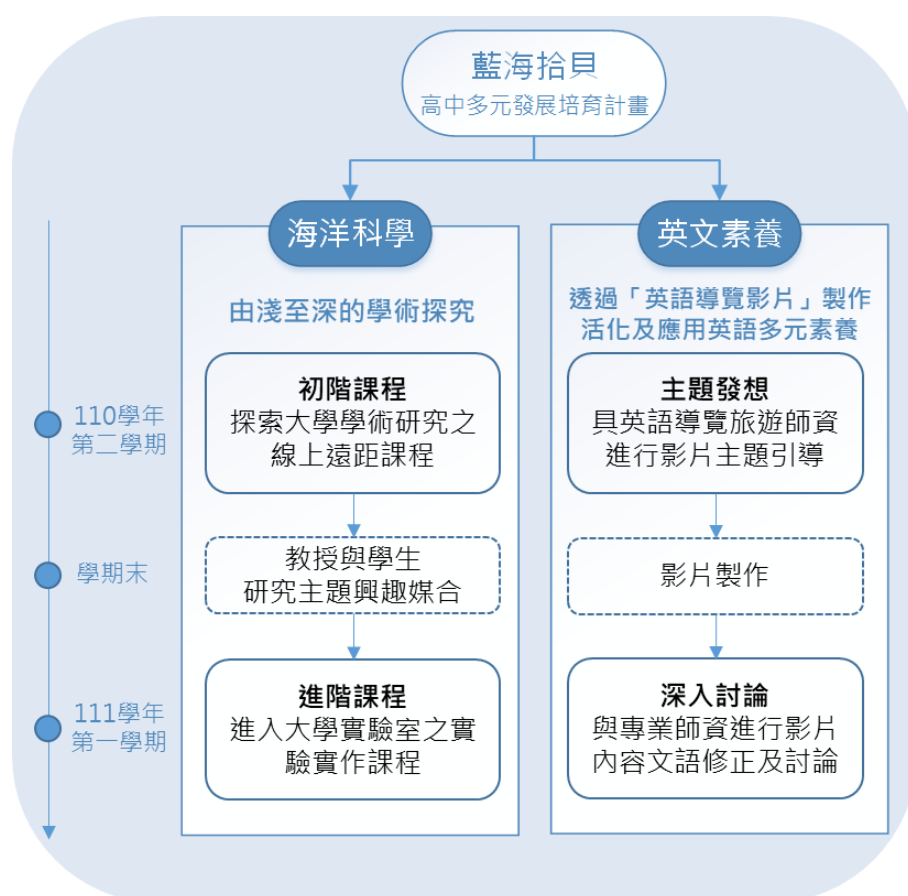 藍海拾貝
高中多元發展培育計畫
海洋科學
英文素養
由淺至深的學術探究
透過「英語導覽影片」製作
活化及應用英語多元素養
110學年
第二學期
初階課程
探索大學學術研究之
線上遠距課程
主題發想
具英語導覽旅遊師資
進行影片主題引導
學期末
教授與學生
研究主題興趣媒合
影片製作
111學年
第一學期
進階課程
進入大學實驗室之實
驗實作課程
深入討論
與專業師資進行影片
內容文語修正及討論